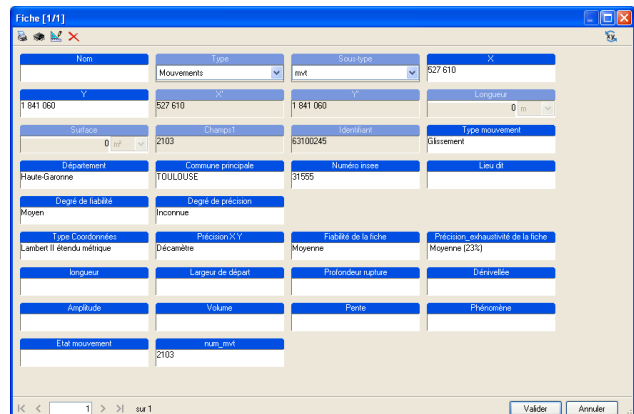 Fiche [1/1]
Nom Type Sous-type X
Mouvements mvt 527 610
Y X' Y' Longueur
1 841 060 527 610 1 841 060 0 m
Surface Champs1 Identifiant Type mouvement
0 m² 2103 63100245 Glissement
Département Commune principale Numéro insee Lieu dit
Haute-Garonne TOULOUSE 31555
Degré de fiabilité Degré de précision
Moyen Inconnue
Type Coordonnées Précision X Y Fiabilité de la fiche Précision_exhaustivité de la fiche
Lambert II étendu métrique Décamètre Moyenne Moyenne (23%)
longueur Largeur de départ Profondeur rupture Dénivellée
Amplitude Volume Pente Phénomène
Etat mouvement num_mvt
2103
1 sur 1 Valider Annuler